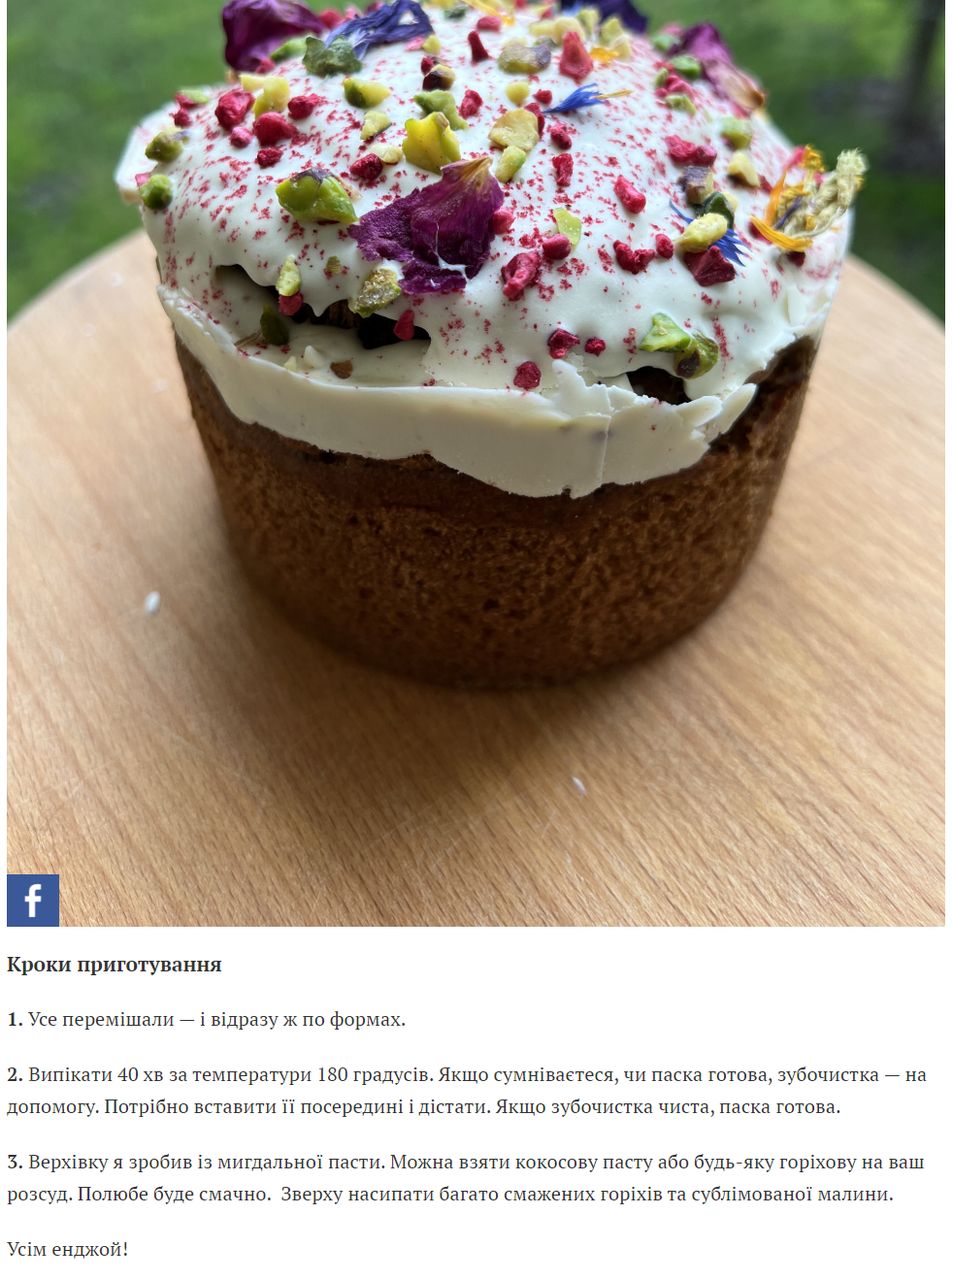 f
Кроки приготування
1. Усе перемішали — і відразу ж по формах.
2. Випікати 40 хв за температури 180 градусів. Якщо сумніваєтеся, чи паска готова, зубочистка — на
допомогу. Потрібно вставити її посередині і дістати. Якщо зубочистка чиста, паска готова.
3. Верхівку я зробив із мигдальної пасти. Можна взяти кокосову пасту або будь-яку горіхову на ваш
розсуд. Полюбе буде смачно.  Зверху насипати багато смажених горіхів та сублімованої малини.
Усім енджой!